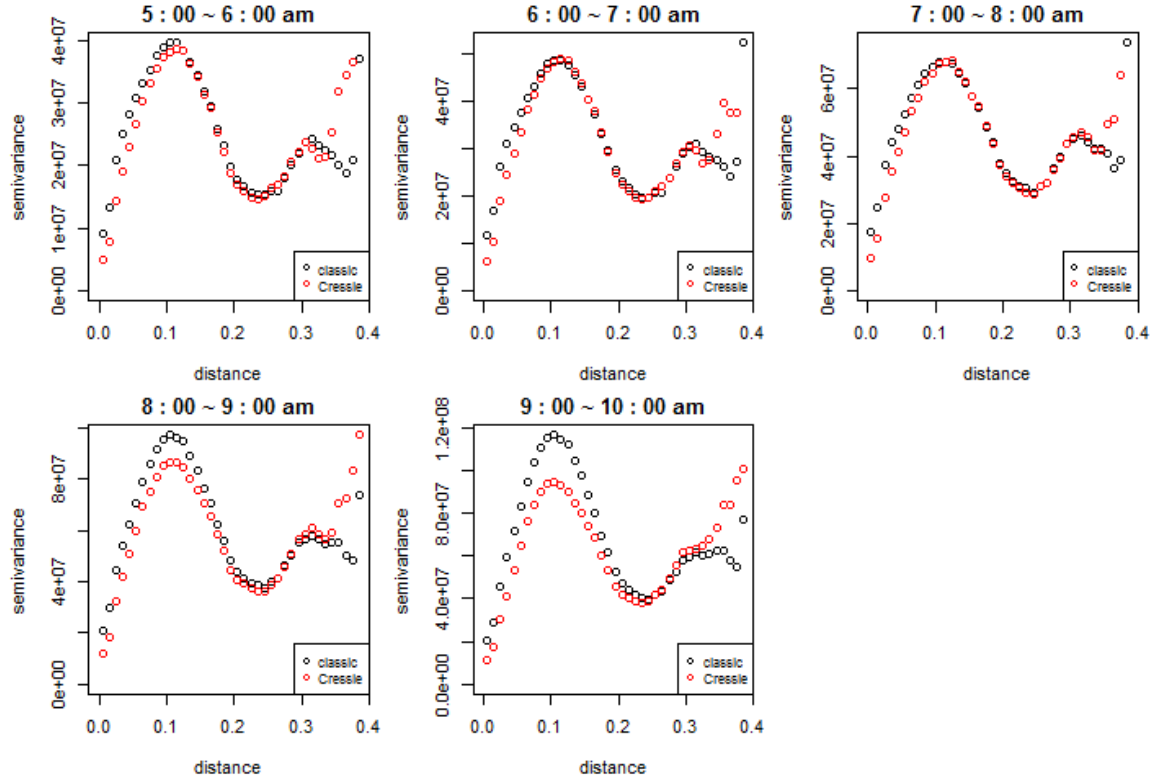 5 : 00 ~ 6 : 00 am
semivariance
0e+00 1e+07 2e+07 3e+07 4e+07
classic
Cressie
0.0 0.1 0.2 0.3 0.4
distance
6 : 00 ~ 7 : 00 am
semivariance
0e+00 2e+07 4e+07
classic
Cressie
0.0 0.1 0.2 0.3 0.4
distance
7 : 00 ~ 8 : 00 am
semivariance
0e+00 2e+07 4e+07 6e+07
classic
Cressie
0.0 0.1 0.2 0.3 0.4
distance
8 : 00 ~ 9 : 00 am
semivariance
0e+00 4e+07 8e+07
classic
Cressie
0.0 0.1 0.2 0.3 0.4
distance
9 : 00 ~ 10 : 00 am
semivariance
0.0e+00 4.0e+07 8.0e+07 1.2e+08
classic
Cressie
0.0 0.1 0.2 0.3 0.4
distance